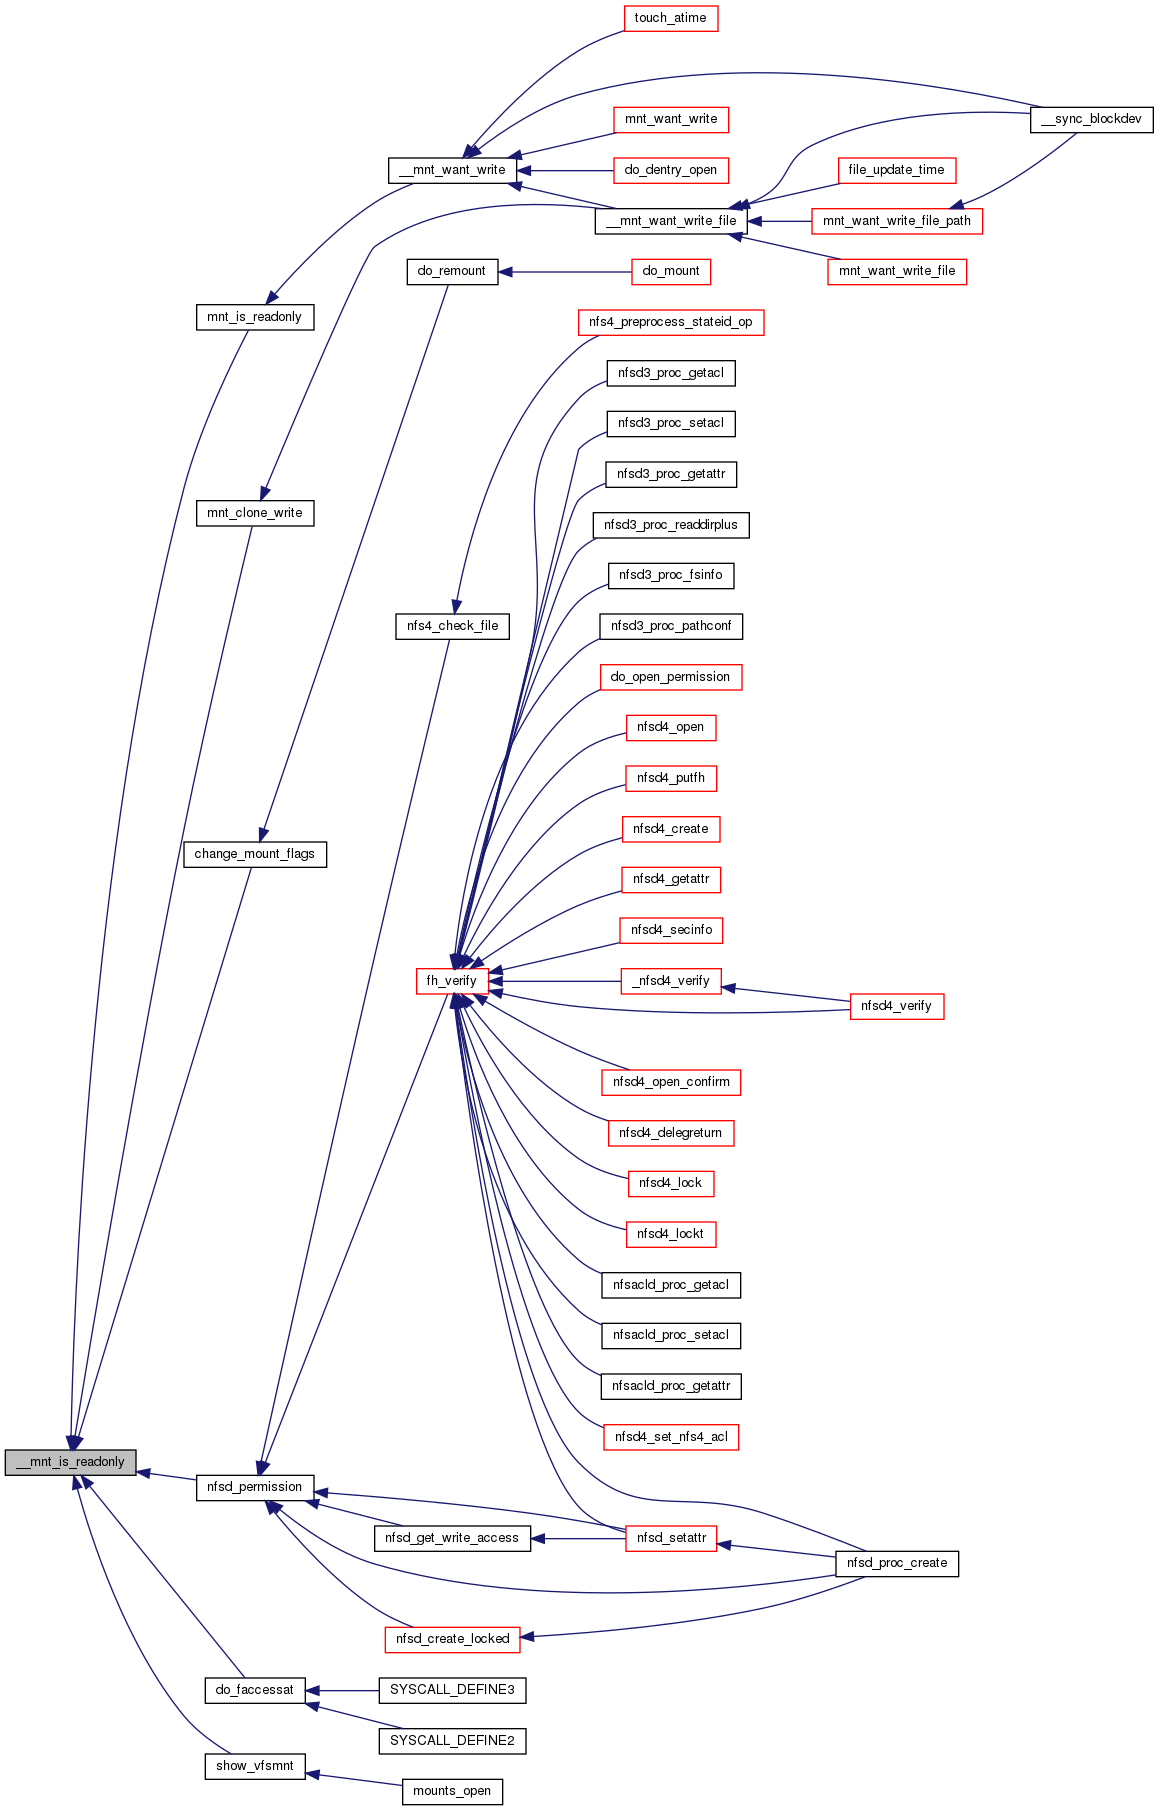 touch_atime
__sync_blockdev
mnt_want_write
__mnt_want_write
do_dentry_open
file_update_time
__mnt_want_write_file
mnt_want_write_file_path
do_remount
do_mount
mnt_want_write_file
mnt_is_readonly
nfs4_preprocess_stateid_op
nfsd3_proc_getacl
nfsd3_proc_setacl
nfsd3_proc_getattr
mnt_clone_write
nfsd3_proc_readdirplus
nfsd3_proc_fsinfo
nfs4_check_file
nfsd3_proc_pathconf
do_open_permission
nfsd4_open
nfsd4_putfh
nfsd4_create
change_mount_flags
nfsd4_getattr
nfsd4_secinfo
fh_verify
_nfsd4_verify
nfsd4_verify
nfsd4_open_confirm
nfsd4_delegreturn
nfsd4_lock
nfsd4_lockt
nfsacld_proc_getacl
nfsacld_proc_setacl
nfsacld_proc_getattr
nfsd4_set_nfs4_acl
__mnt_is_readonly
nfsd_permission
nfsd_get_write_access
nfsd_setattr
nfsd_proc_create
nfsd_create_locked
do_faccessat
SYSCALL_DEFINE3
SYSCALL_DEFINE2
show_vfsmnt
mounts_open